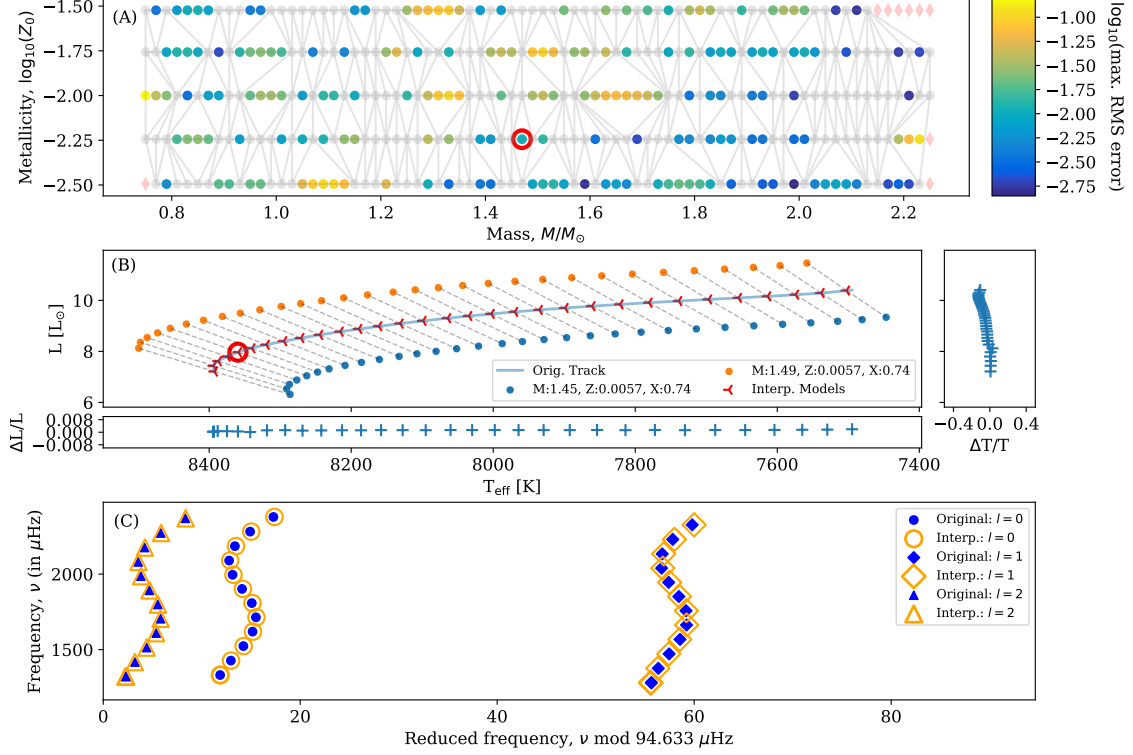 (A)
−1.50
−1.75
−2.00
−2.25
−2.50
Metallicity, log₁₀(Z₀)
0.8 1.0 1.2 1.4 1.6 1.8 2.0 2.2
Mass, M/M⊙
−1.00
−1.25
−1.50
−1.75
−2.00
−2.25
−2.50
−2.75
log₁₀(max. RMS error)
(B)
10
8
6
L [L⊙]
Orig. Track
M:1.45, Z:0.0057, X:0.74
M:1.49, Z:0.0057, X:0.74
Interp. Models
−0.4 0.0 0.4
ΔT/T
0.008
0.000
−0.008
ΔL/L
8400 8200 8000 7800 7600 7400
T_eff [K]
(C)
2000
1500
Frequency, ν (in μHz)
Original: l = 0
Interp.: l = 0
Original: l = 1
Interp.: l = 1
Original: l = 2
Interp.: l = 2
0 20 40 60 80
Reduced frequency, ν mod 94.633 μHz